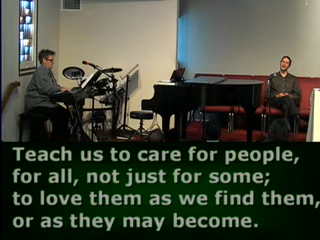 Teach us to care for people,
for all, not just for some;
to love them as we find them,
or as they may become.